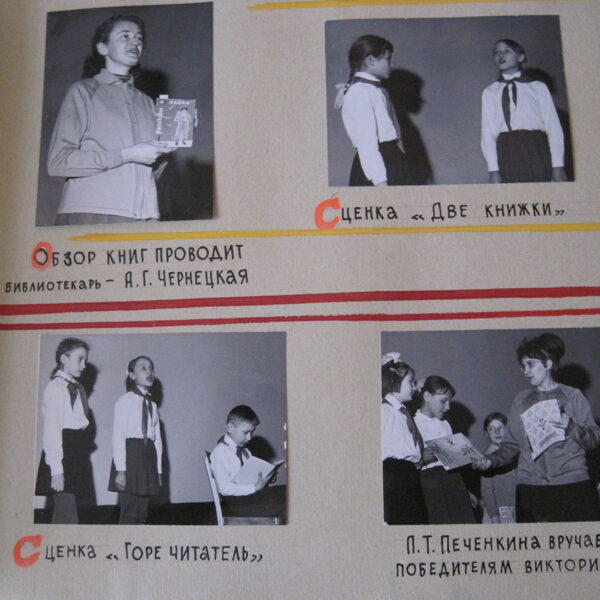 Сценка «Две книжки»
Обзор книг проводит
библиотекарь – А.Г. Чернецкая
Сценка «Горе читатель»
П.Т. Печенкина вручае
победителям виктори